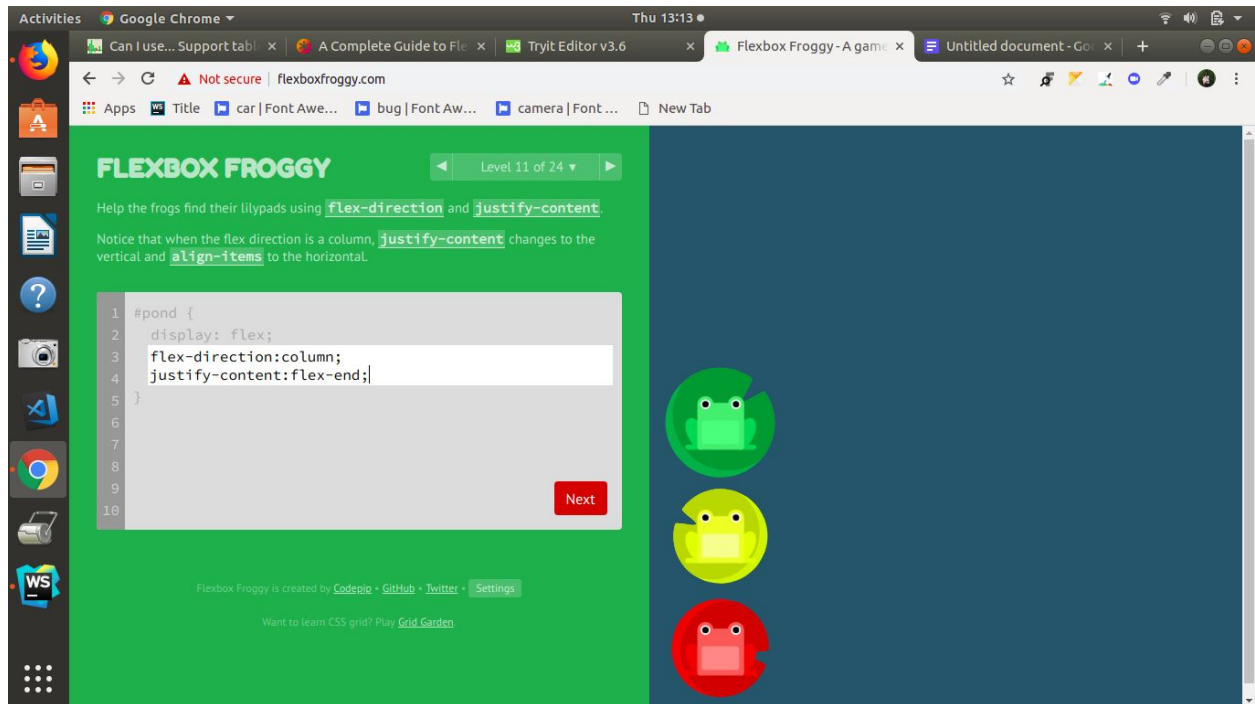 Activities Google Chrome ▾ Thu 13:13 ●
Can I use... Support tabl × A Complete Guide to Fle × Tryit Editor v3.6 × Flexbox Froggy - A game × Untitled document - Goo × +
Not secure | flexboxfroggy.com
Apps Title car | Font Awe... bug | Font Aw... camera | Font ... New Tab
FLEXBOX FROGGY
◀ Level 11 of 24 ▾ ▶
Help the frogs find their lilypads using flex-direction and justify-content.
Notice that when the flex direction is a column, justify-content changes to the
vertical and align-items to the horizontal.
1 #pond {
2 display: flex;
3 flex-direction:column;
4 justify-content:flex-end;
5 }
6
7
8
9
10
Next
Flexbox Froggy is created by Codepip • GitHub • Twitter • Settings
Want to learn CSS grid? Play Grid Garden.
WS